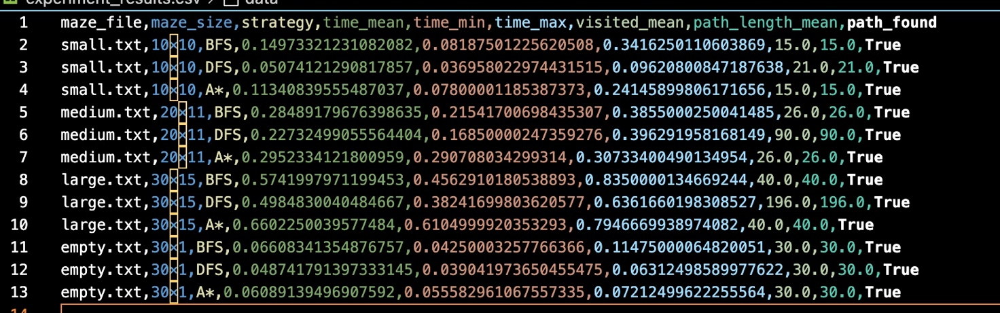 experiment_results.csv > data
1 maze_file,maze_size,strategy,time_mean,time_min,time_max,visited_mean,path_length_mean,path_found
2 small.txt,10×10,BFS,0.14973321231082082,0.08187501225620508,0.3416250110603869,15.0,15.0,True
3 small.txt,10×10,DFS,0.05074121290817857,0.036958022974431515,0.09620800847187638,21.0,21.0,True
4 small.txt,10×10,A*,0.11340839555487037,0.07800001185387373,0.24145899806171656,15.0,15.0,True
5 medium.txt,20×11,BFS,0.28489179676398635,0.21541700698435307,0.3855000250041485,26.0,26.0,True
6 medium.txt,20×11,DFS,0.22732499055564404,0.16850000247359276,0.396291958168149,90.0,90.0,True
7 medium.txt,20×11,A*,0.2952334121800959,0.290708034299314,0.30733400490134954,26.0,26.0,True
8 large.txt,30×15,BFS,0.5741997971199453,0.4562910180538893,0.8350000134669244,40.0,40.0,True
9 large.txt,30×15,DFS,0.4984830040484667,0.38241699803620577,0.6361660198308527,196.0,196.0,True
10 large.txt,30×15,A*,0.6602250039577484,0.6104999920353293,0.7946669938974082,40.0,40.0,True
11 empty.txt,30×1,BFS,0.06608341354876757,0.04250003257766366,0.11475000064820051,30.0,30.0,True
12 empty.txt,30×1,DFS,0.048741791397333145,0.039041973650455475,0.06312498589977622,30.0,30.0,True
13 empty.txt,30×1,A*,0.06089139496907592,0.055582961067557335,0.07212499622255564,30.0,30.0,True
14